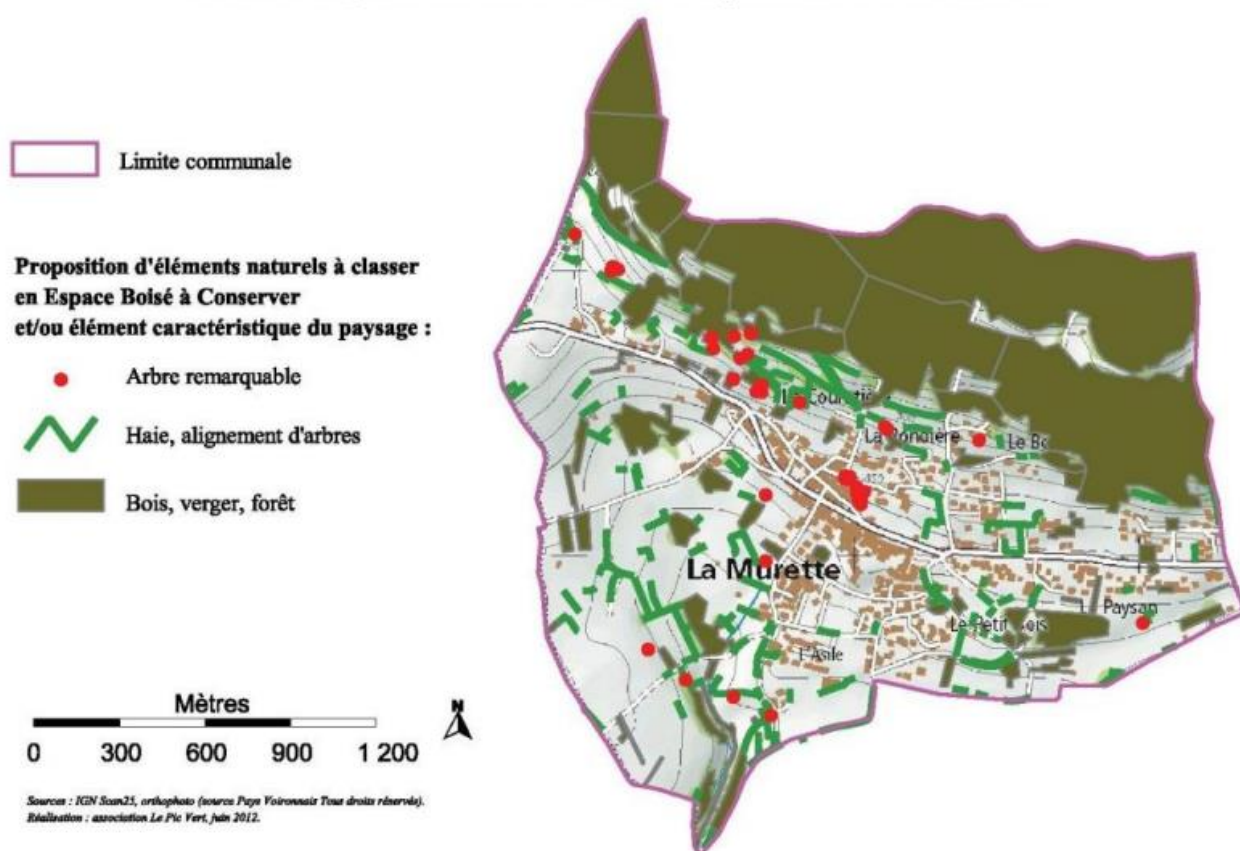 Limite communale
Proposition d'éléments naturels à classer
en Espace Boisé à Conserver
et/ou élément caractéristique du paysage :
Arbre remarquable
Haie, alignement d'arbres
Bois, verger, forêt
Mètres
0 300 600 900 1 200
N
Sources : IGN Scan25, orthophoto (source Pays Voironnais Tous droits réservés).
Réalisation : association Le Pic Vert, juin 2012.
La Murette
Paysan
L'Asile